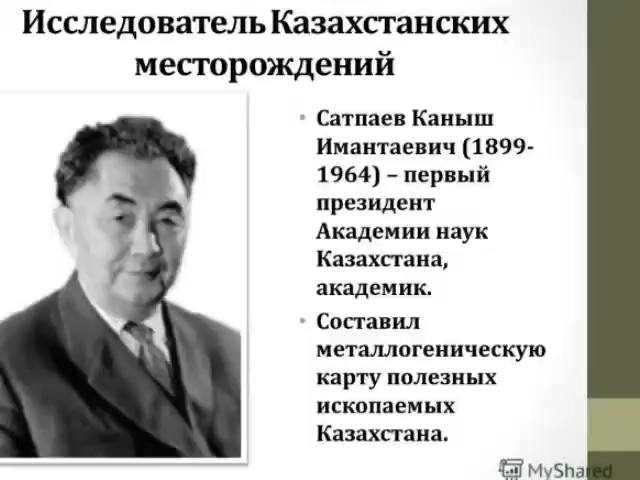 Исследователь Казахстанских
месторождений
• Сатпаев Каныш
Имантаевич (1899-
1964) – первый
президент
Академии наук
Казахстана,
академик.
• Составил
металлогеническую
карту полезных
ископаемых
Казахстана.
MyShared